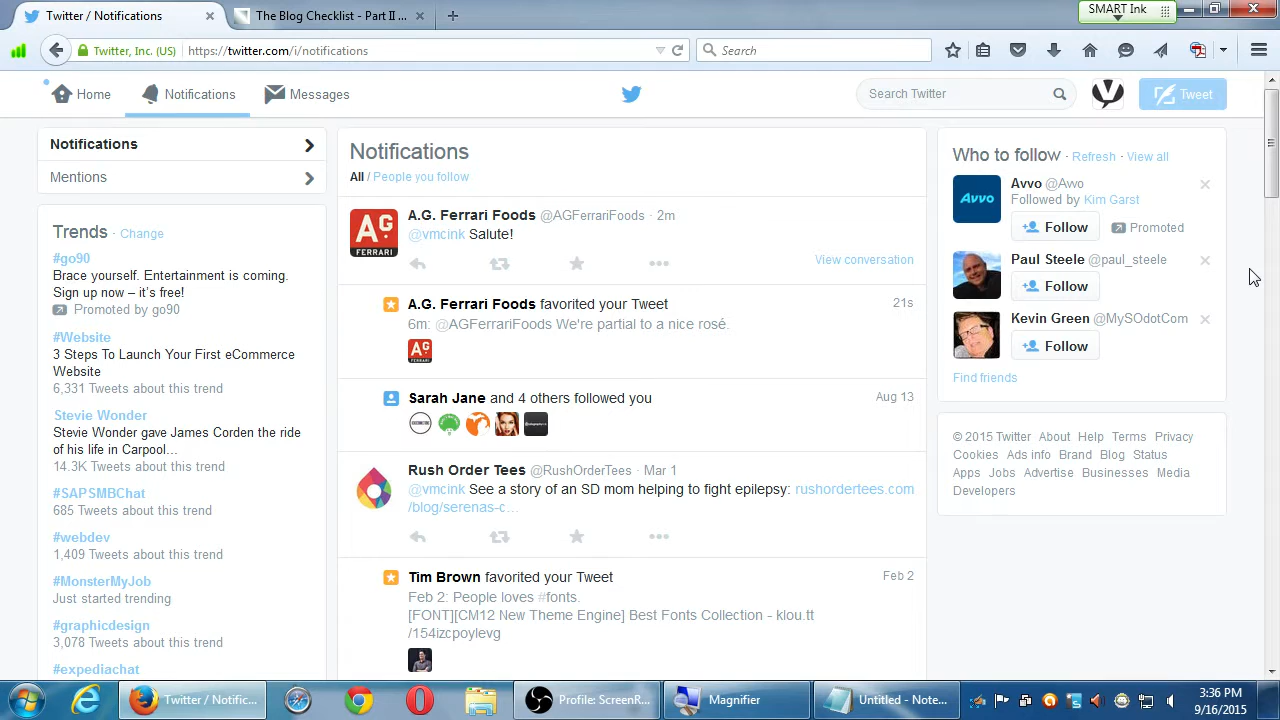 Twitter / Notifications
The Blog Checklist - Part II ...
SMART Ink
Twitter, Inc. (US)
https://twitter.com/i/notifications
Search
Home
Notifications
Messages
Search Twitter
Tweet
Notifications
Mentions
Trends · Change
#go90
Brace yourself. Entertainment is coming.
Sign up now – it's free!
Promoted by go90
#Website
3 Steps To Launch Your First eCommerce
Website
6,331 Tweets about this trend
Stevie Wonder
Stevie Wonder gave James Corden the ride
of his life in Carpool...
14.3K Tweets about this trend
#SAPSMBChat
685 Tweets about this trend
#webdev
1,409 Tweets about this trend
#MonsterMyJob
Just started trending
#graphicdesign
3,078 Tweets about this trend
#expediachat
Notifications
All / People you follow
A.G. Ferrari Foods @AGFerrariFoods · 2m
@vmcink Salute!
View conversation
AG
FERRARI
A.G. Ferrari Foods favorited your Tweet 21s
6m: @AGFerrariFoods We're partial to a nice rosé.
Sarah Jane and 4 others followed you Aug 13
Rush Order Tees @RushOrderTees · Mar 1
@vmcink See a story of an SD mom helping to fight epilepsy: rushordertees.com
/blog/serenas-c...
Tim Brown favorited your Tweet Feb 2
Feb 2: People loves #fonts.
[FONT][CM12 New Theme Engine] Best Fonts Collection - klou.tt
/154izcpoylevg
Who to follow · Refresh · View all
Avvo
Avvo @Avvo
Followed by Kim Garst
Follow
Promoted
Paul Steele @paul_steele
Follow
Kevin Green @MySOdotCom
Follow
Find friends
© 2015 Twitter About Help Terms Privacy
Cookies Ads info Brand Blog Status
Apps Jobs Advertise Businesses Media
Developers
Twitter / Notific...
Profile: ScreenR...
Magnifier
Untitled - Note...
3:36 PM
9/16/2015